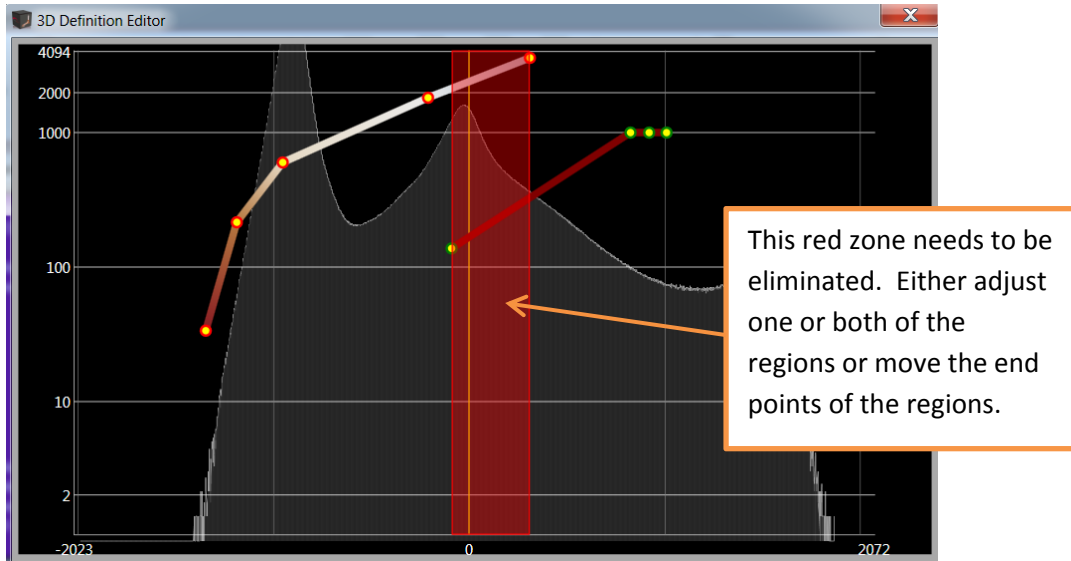 3D Definition Editor
X
4094
2000
1000
100
10
2
-2023
0
2072
This red zone needs to be
eliminated.  Either adjust
one or both of the
regions or move the end
points of the regions.